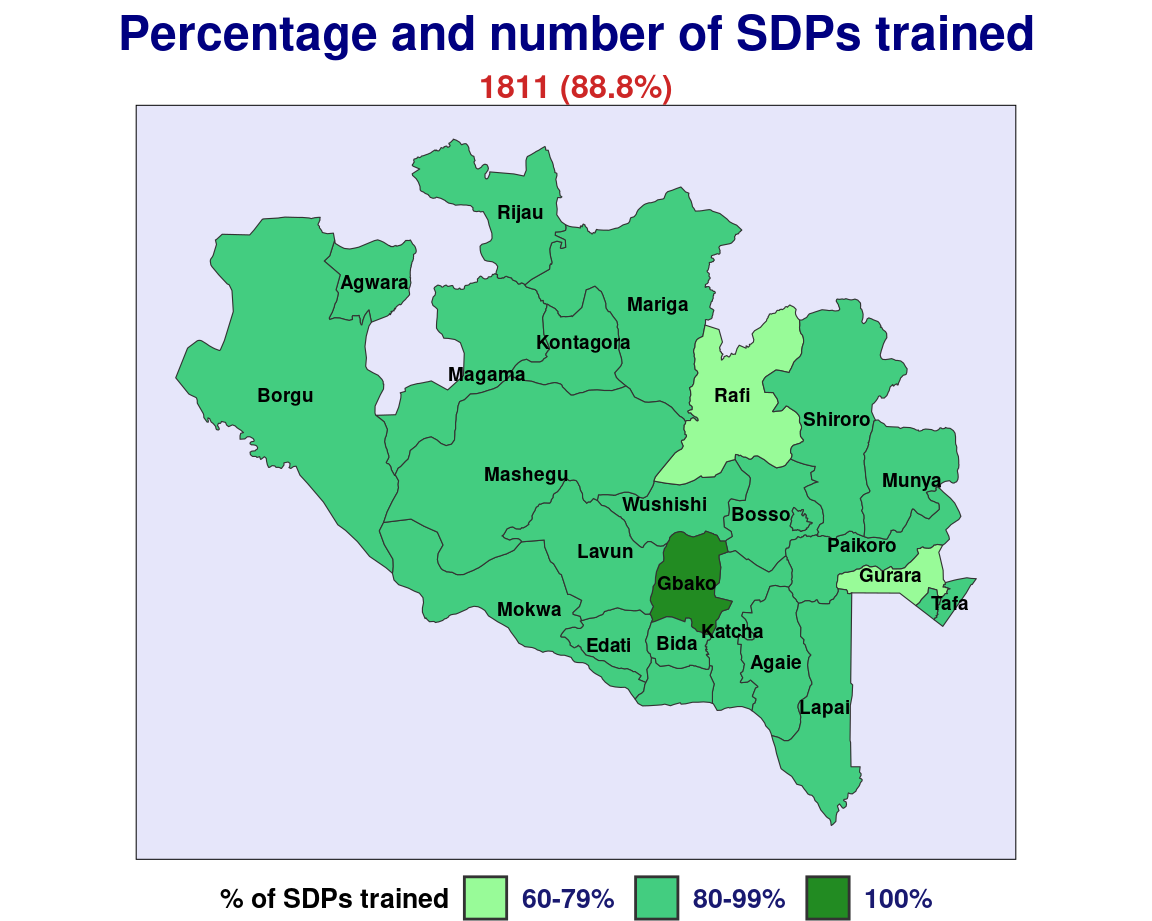 Percentage and number of SDPs trained
1811 (88.8%)
Rijau
Agwara
Mariga
Kontagora
Magama
Borgu
Rafi
Shiroro
Mashegu
Munya
Wushishi
Bosso
Lavun
Paikoro
Gbako
Gurara
Mokwa
Tafa
Katcha
Edati
Bida
Agaie
Lapai
% of SDPs trained 60-79% 80-99% 100%